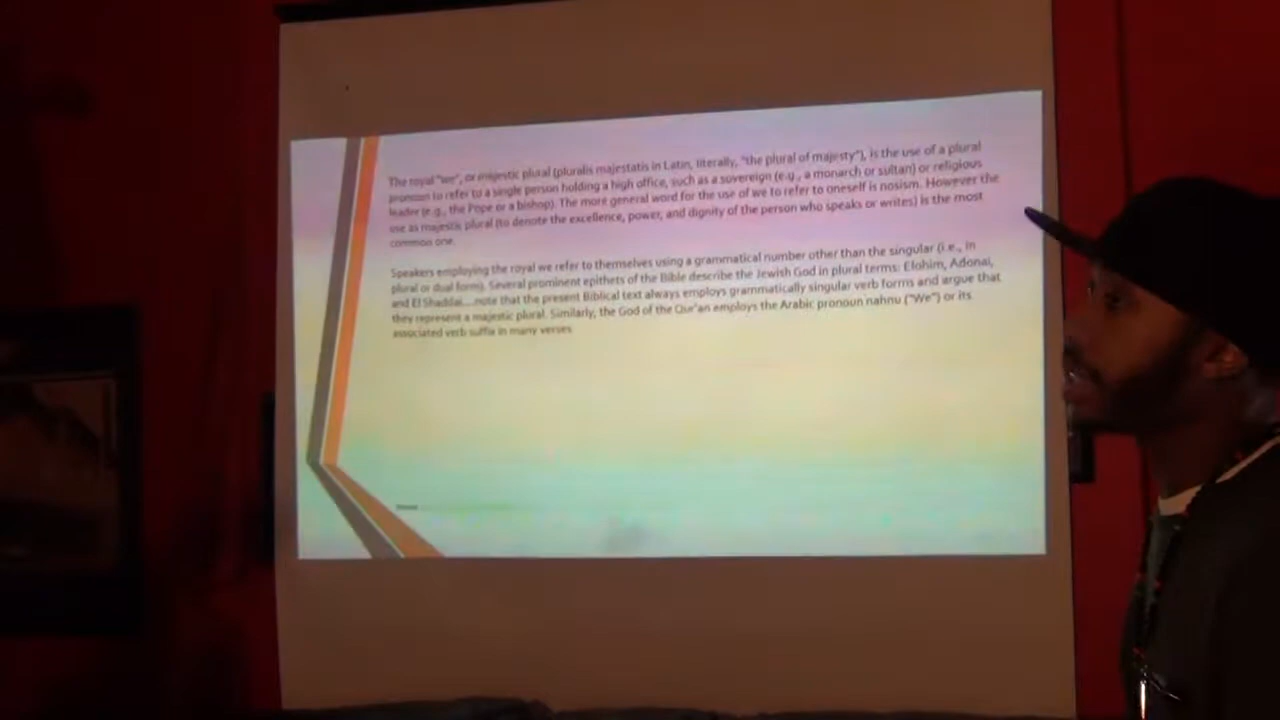 The royal "we", or majestic plural (pluralis majestatis in Latin, literally, "the plural of majesty"), is the use of a plural
pronoun to refer to a single person holding a high office, such as a sovereign (e.g., a monarch or sultan) or religious
leader (e.g., the Pope or a bishop). The more general word for the use of we to refer to oneself is nosism. However the
use as majestic plural (to denote the excellence, power, and dignity of the person who speaks or writes) is the most
common one.
Speakers employing the royal we refer to themselves using a grammatical number other than the singular (i.e., in
plural or dual form). Several prominent epithets of the Bible describe the Jewish God in plural terms: Elohim, Adonai,
and El Shaddai....note that the present Biblical text always employs grammatically singular verb forms and argue that
they represent a majestic plural. Similarly, the God of the Qur'an employs the Arabic pronoun nahnu ("We") or its
associated verb suffix in many verses